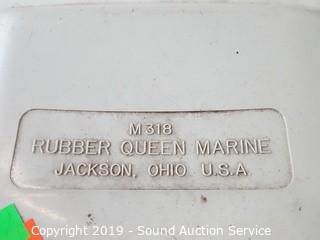 M318
RUBBER QUEEN MARINE
JACKSON, OHIO U.S.A
Copyright 2019 - Sound Auction Service